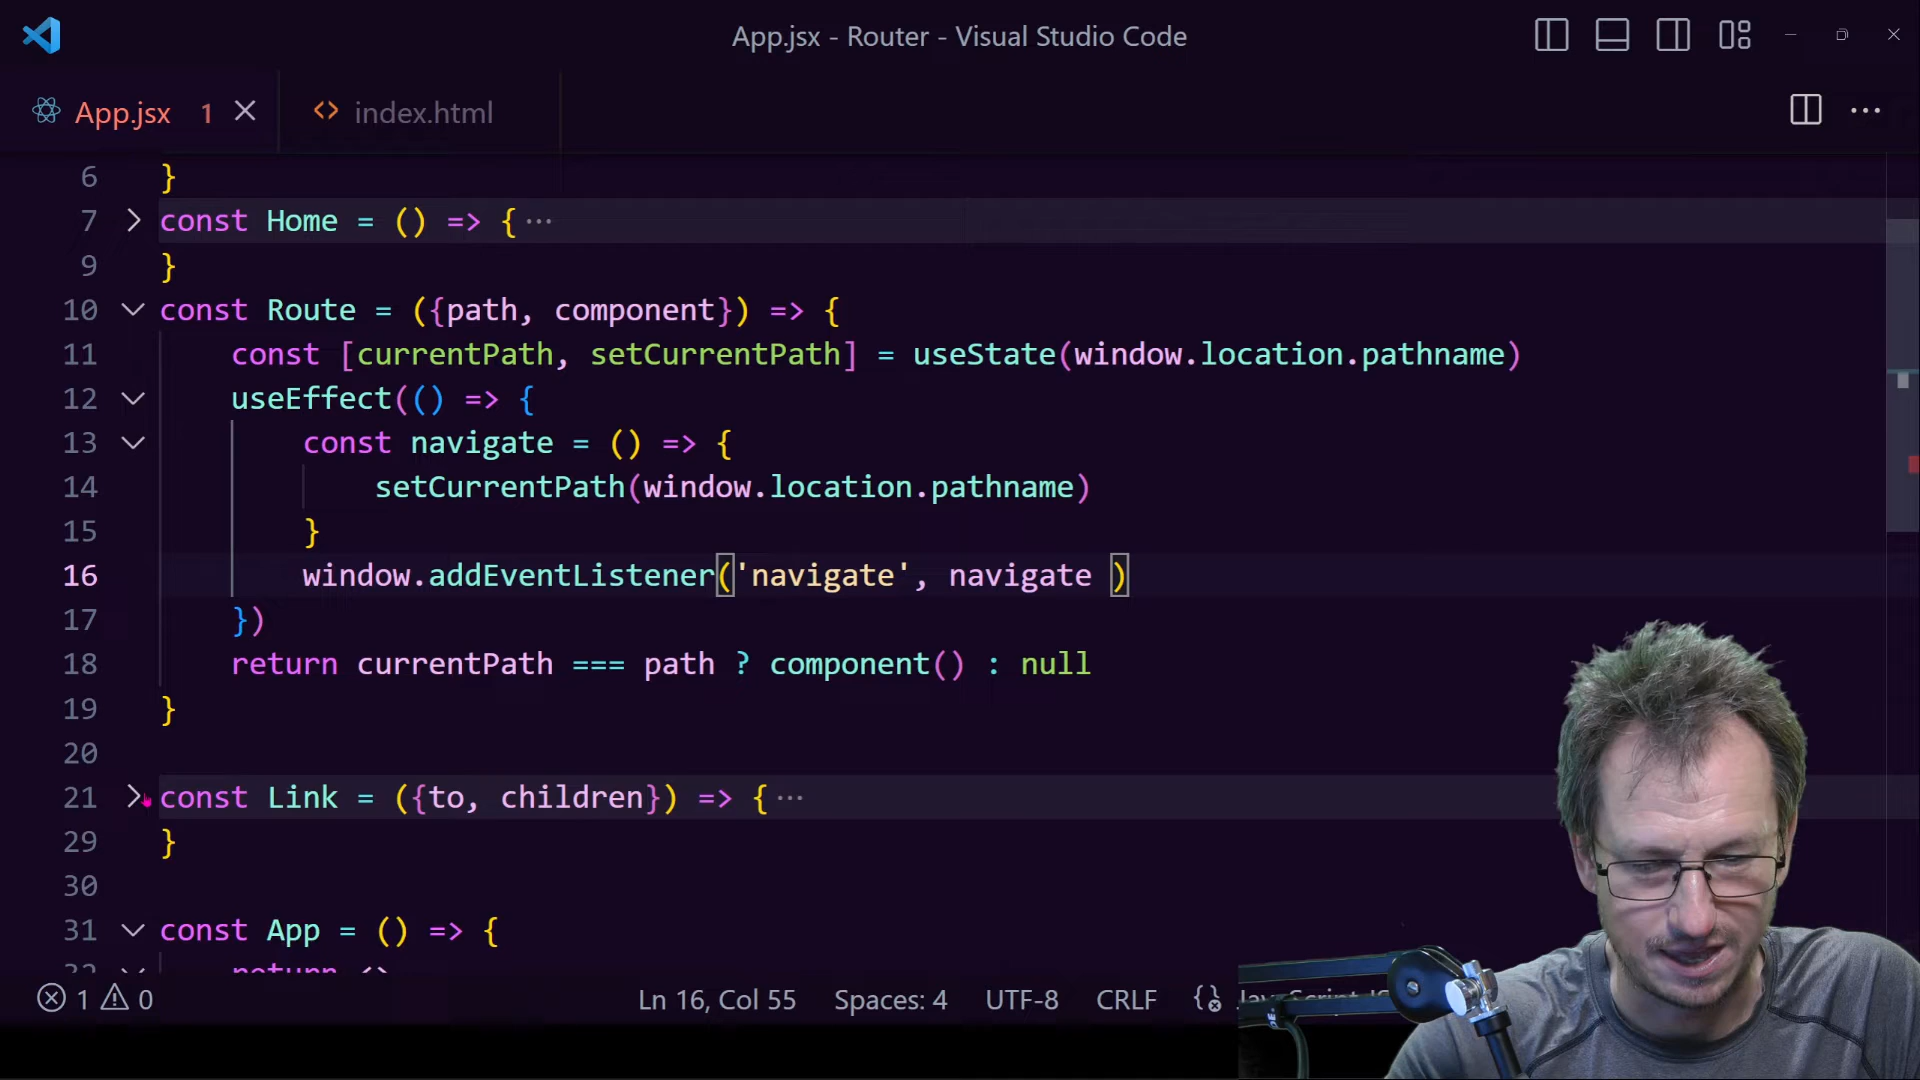 App.jsx - Router - Visual Studio Code
App.jsx 1
index.html
6 }
7 const Home = () => {···
9 }
10 const Route = ({path, component}) => {
11 const [currentPath, setCurrentPath] = useState(window.location.pathname)
12 useEffect(() => {
13 const navigate = () => {
14 setCurrentPath(window.location.pathname)
15 }
16 window.addEventListener('navigate', navigate )
17 })
18 return currentPath === path ? component() : null
19 }
20
21 const Link = ({to, children}) => {···
29 }
30
31 const App = () => {
32 return <>
1 0 Ln 16, Col 55 Spaces: 4 UTF-8 CRLF